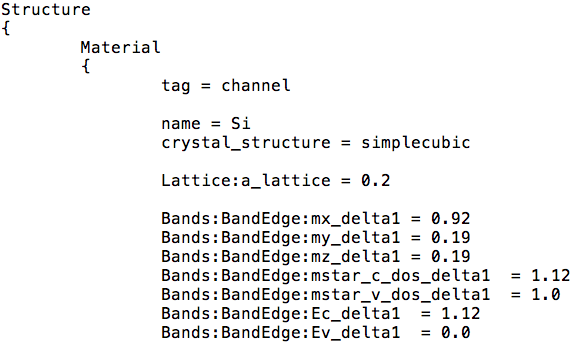 Structure
{
Material
{
tag = channel
name = Si
crystal_structure = simplecubic
Lattice:a_lattice = 0.2
Bands:BandEdge:mx_delta1 = 0.92
Bands:BandEdge:my_delta1 = 0.19
Bands:BandEdge:mz_delta1 = 0.19
Bands:BandEdge:mstar_c_dos_delta1  = 1.12
Bands:BandEdge:mstar_v_dos_delta1  = 1.0
Bands:BandEdge:Ec_delta1  = 1.12
Bands:BandEdge:Ev_delta1  = 0.0